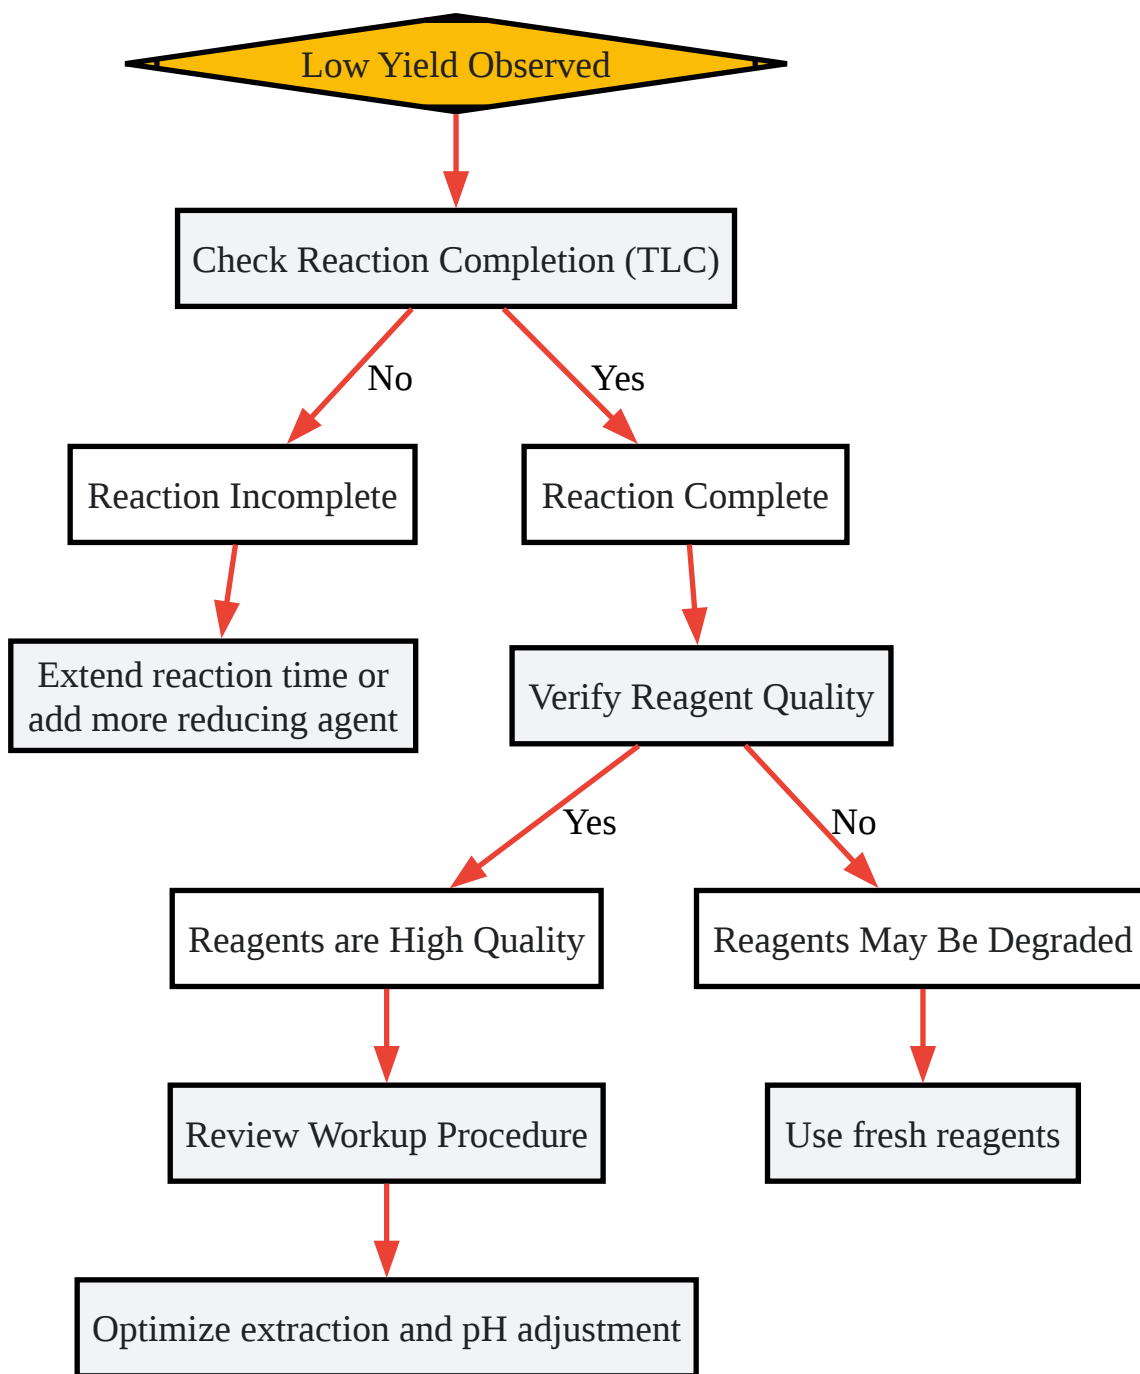 Low Yield Observed
Check Reaction Completion (TLC)
No
Yes
Reaction Incomplete
Reaction Complete
Extend reaction time or
add more reducing agent
Verify Reagent Quality
Yes
No
Reagents are High Quality
Reagents May Be Degraded
Review Workup Procedure
Use fresh reagents
Optimize extraction and pH adjustment